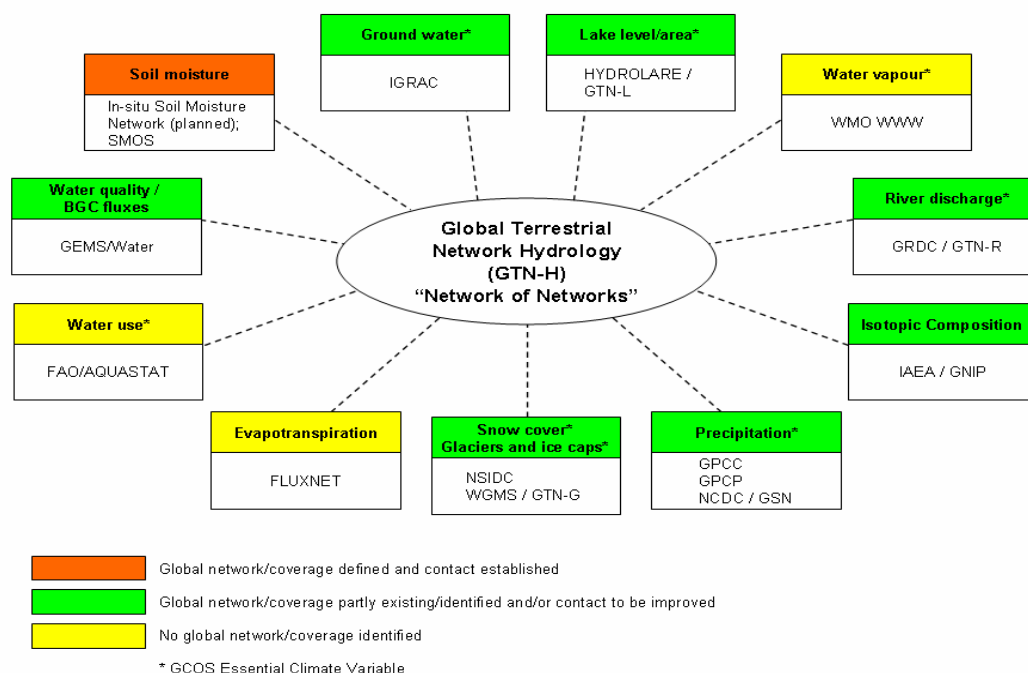 Ground water*
IGRAC
Lake level/area*
HYDROLARE /
GTN-L
Soil moisture
In-situ Soil Moisture
Network (planned);
SMOS
Water vapour*
WMO WWW
Water quality /
BGC fluxes
GEMS/Water
Global Terrestrial
Network Hydrology
(GTN-H)
“Network of Networks”
River discharge*
GRDC / GTN-R
Water use*
FAO/AQUASTAT
Isotopic Composition
IAEA / GNIP
Evapotranspiration
FLUXNET
Snow cover*
Glaciers and ice caps*
NSIDC
WGMS / GTN-G
Precipitation*
GPCC
GPCP
NCDC / GSN
Global network/coverage defined and contact established
Global network/coverage partly existing/identified and/or contact to be improved
No global network/coverage identified
* GCOS Essential Climate Variable